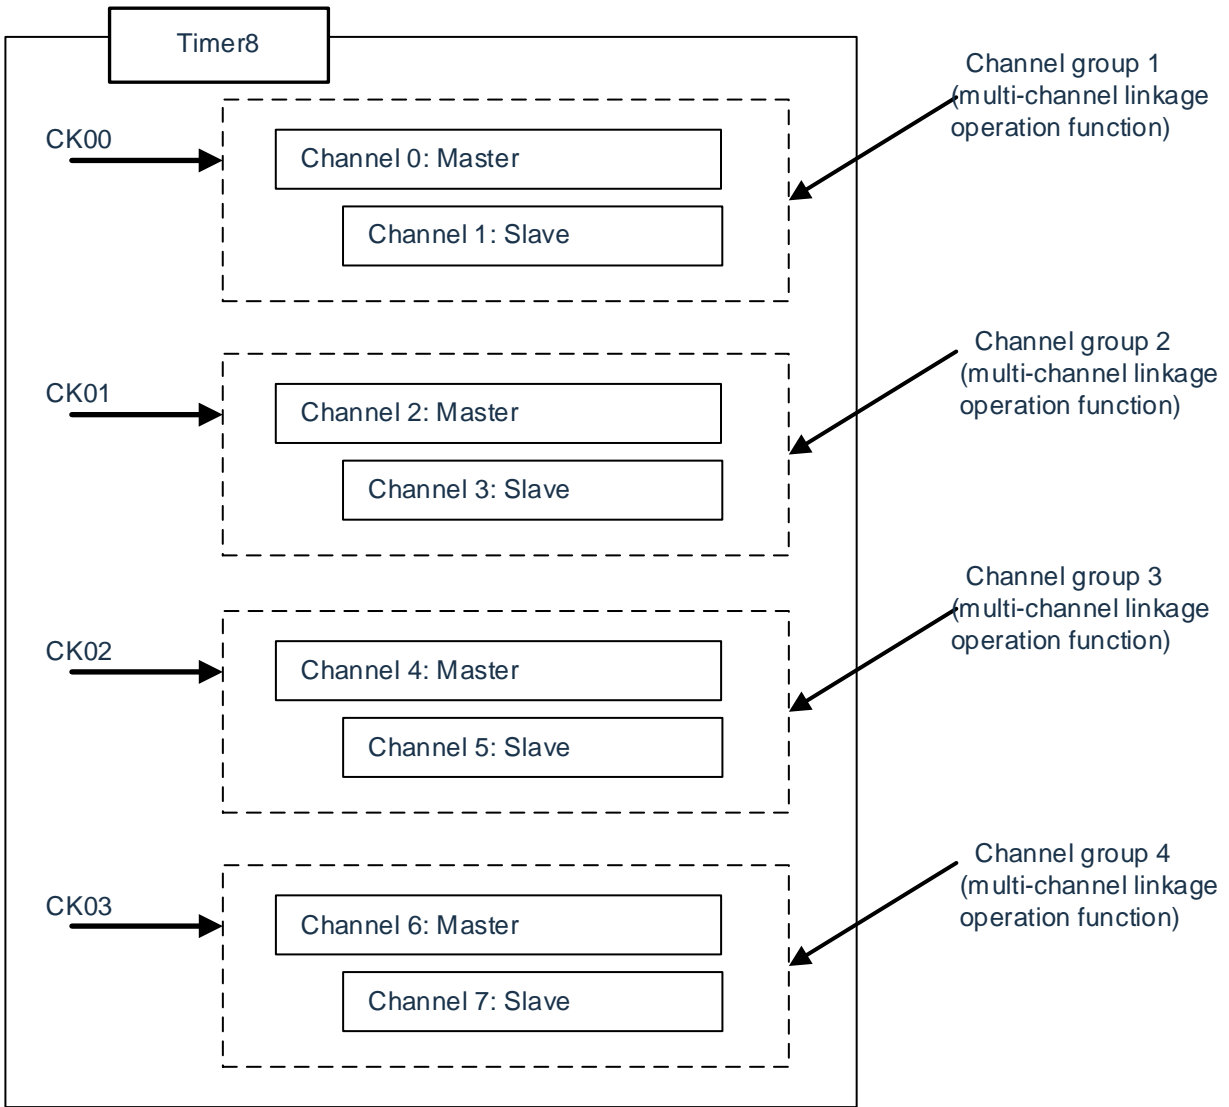 Timer8
Channel group 1
(multi-channel linkage
operation function)
CK00
Channel 0: Master
Channel 1: Slave
Channel group 2
(multi-channel linkage
operation function)
CK01
Channel 2: Master
Channel 3: Slave
Channel group 3
(multi-channel linkage
operation function)
CK02
Channel 4: Master
Channel 5: Slave
Channel group 4
(multi-channel linkage
operation function)
CK03
Channel 6: Master
Channel 7: Slave